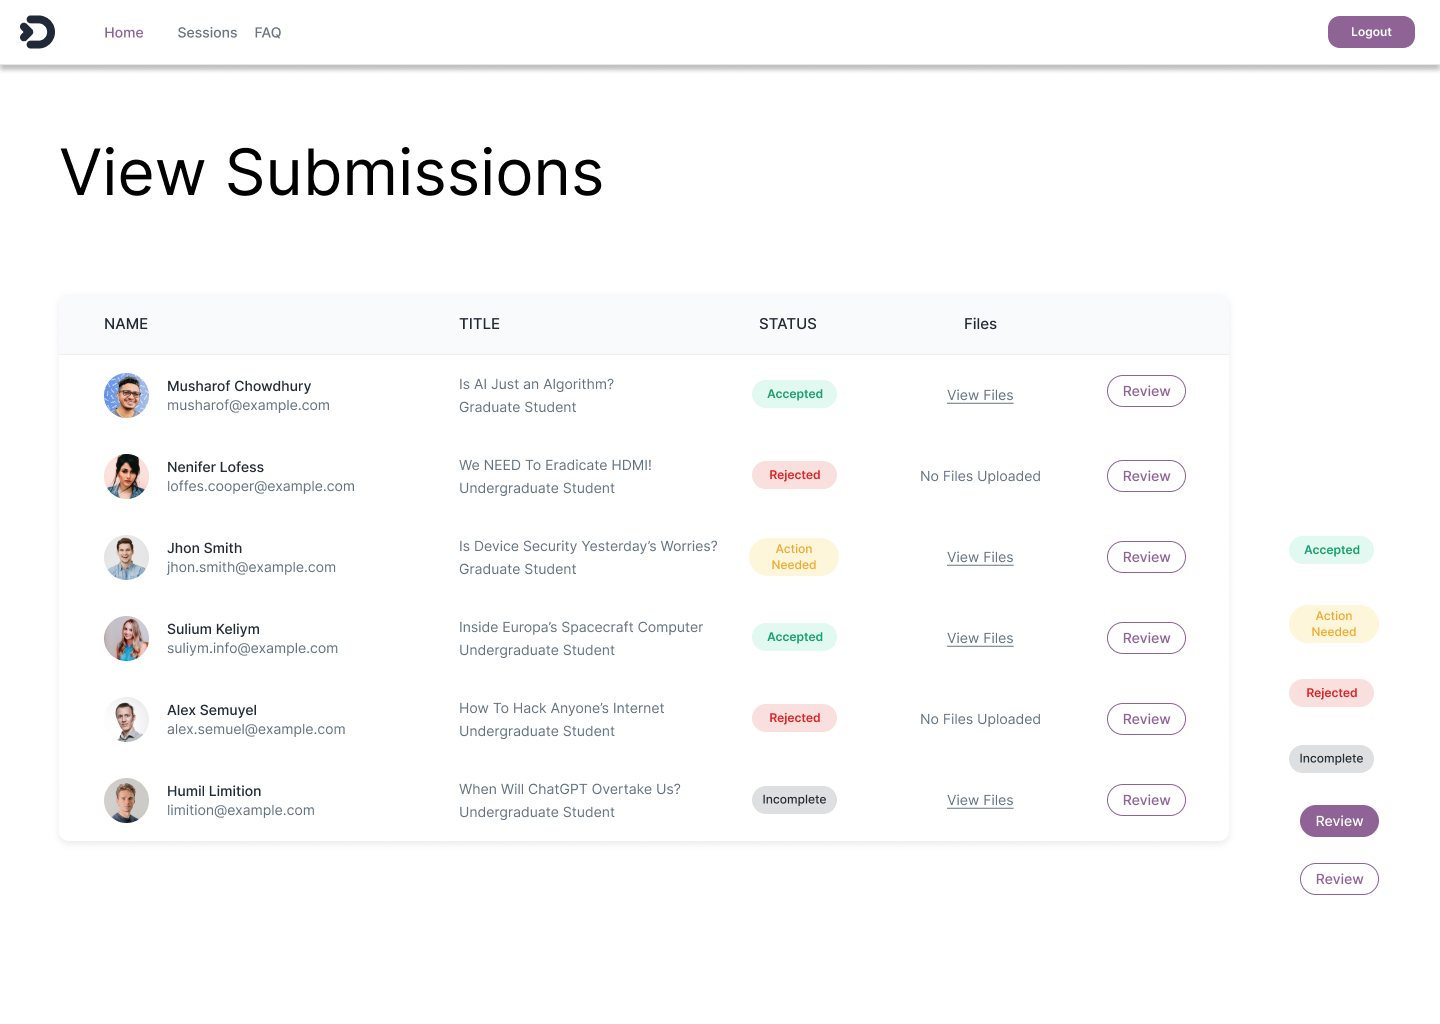 Home Sessions FAQ Logout
View Submissions
NAME TITLE STATUS Files
Musharof Chowdhury
musharof@example.com
Is AI Just an Algorithm?
Graduate Student
Accepted
View Files
Review
Nenifer Lofess
loffes.cooper@example.com
We NEED To Eradicate HDMI!
Undergraduate Student
Rejected
No Files Uploaded
Review
Jhon Smith
jhon.smith@example.com
Is Device Security Yesterday's Worries?
Graduate Student
Action
Needed
View Files
Review
Sulium Keliym
suliym.info@example.com
Inside Europa's Spacecraft Computer
Undergraduate Student
Accepted
View Files
Review
Alex Semuyel
alex.semuel@example.com
How To Hack Anyone's Internet
Undergraduate Student
Rejected
No Files Uploaded
Review
Humil Limition
limition@example.com
When Will ChatGPT Overtake Us?
Undergraduate Student
Incomplete
View Files
Review
Accepted
Action
Needed
Rejected
Incomplete
Review
Review